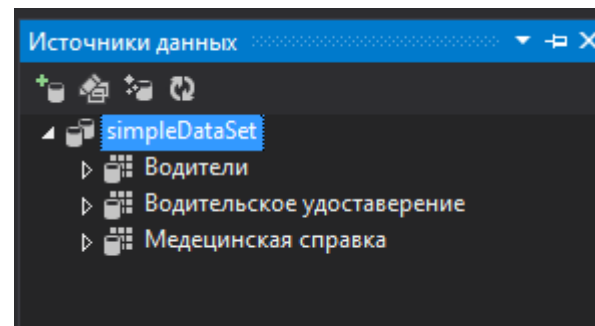 Источники данных
simpleDataSet
Водители
Водительское удоставерение
Медецинская справка